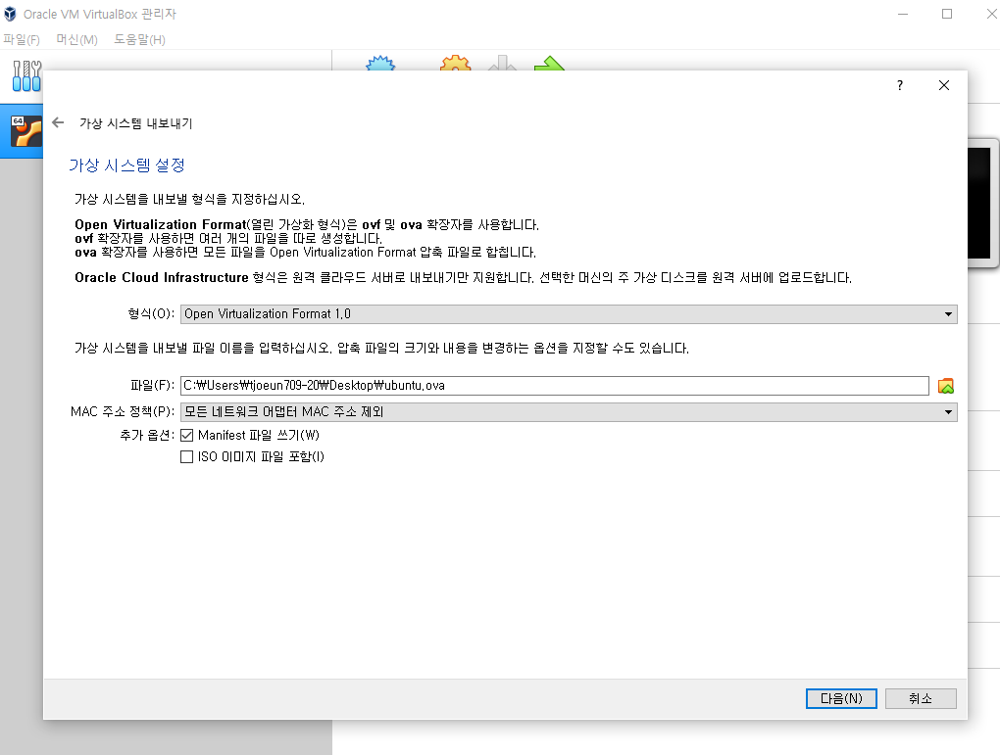 Oracle VM VirtualBox 관리자
파일(F) 머신(M) 도움말(H)
64
?
가상 시스템 내보내기
가상 시스템 설정
가상 시스템을 내보낼 형식을 지정하십시오.
Open Virtualization Format(열린 가상화 형식)은 ovf 및 ova 확장자를 사용합니다.
ovf 확장자를 사용하면 여러 개의 파일을 따로 생성합니다.
ova 확장자를 사용하면 모든 파일을 Open Virtualization Format 압축 파일로 합칩니다.
Oracle Cloud Infrastructure 형식은 원격 클라우드 서버로 내보내기만 지원합니다. 선택한 머신의 주 가상 디스크를 원격 서버에 업로드합니다.
형식(O): Open Virtualization Format 1.0
가상 시스템을 내보낼 파일 이름을 입력하십시오. 압축 파일의 크기와 내용을 변경하는 옵션을 지정할 수도 있습니다.
파일(F): C:₩Users₩tjoeun709-20₩Desktop₩ubuntu.ova
MAC 주소 정책(P): 모든 네트워크 어댑터 MAC 주소 제외
추가 옵션: Manifest 파일 쓰기(W)
ISO 이미지 파일 포함(I)
다음(N) 취소